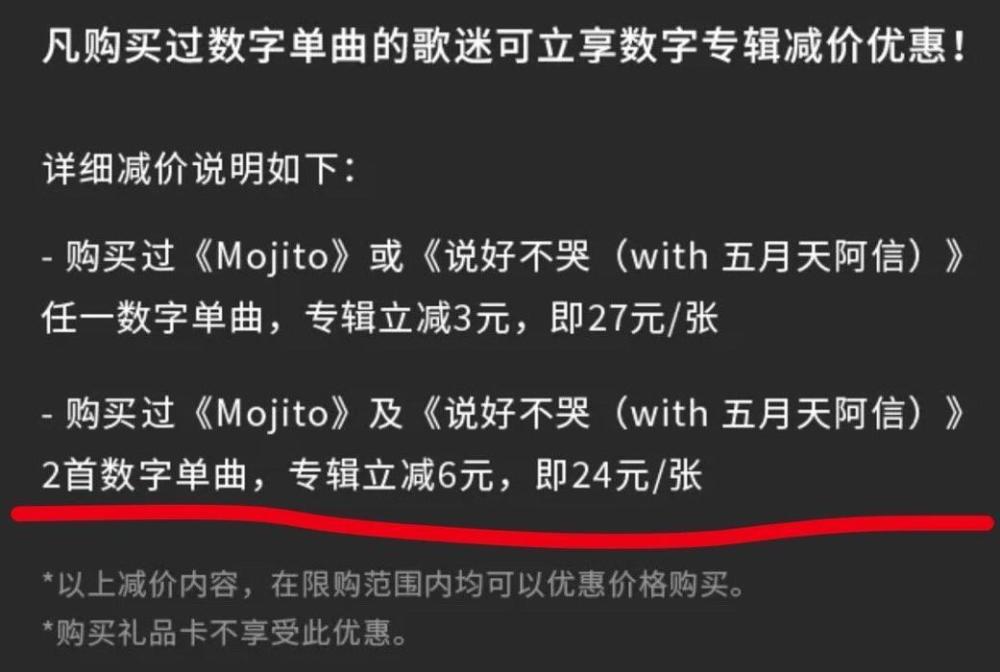 凡购买过数字单曲的歌迷可立享数字专辑减价优惠！
详细减价说明如下：
- 购买过《Mojito》或《说好不哭（with 五月天阿信）》
任一数字单曲，专辑立减3元，即27元/张
- 购买过《Mojito》及《说好不哭（with 五月天阿信）》
2首数字单曲，专辑立减6元，即24元/张
*以上减价内容，在限购范围内均可以优惠价格购买。
*购买礼品卡不享受此优惠。